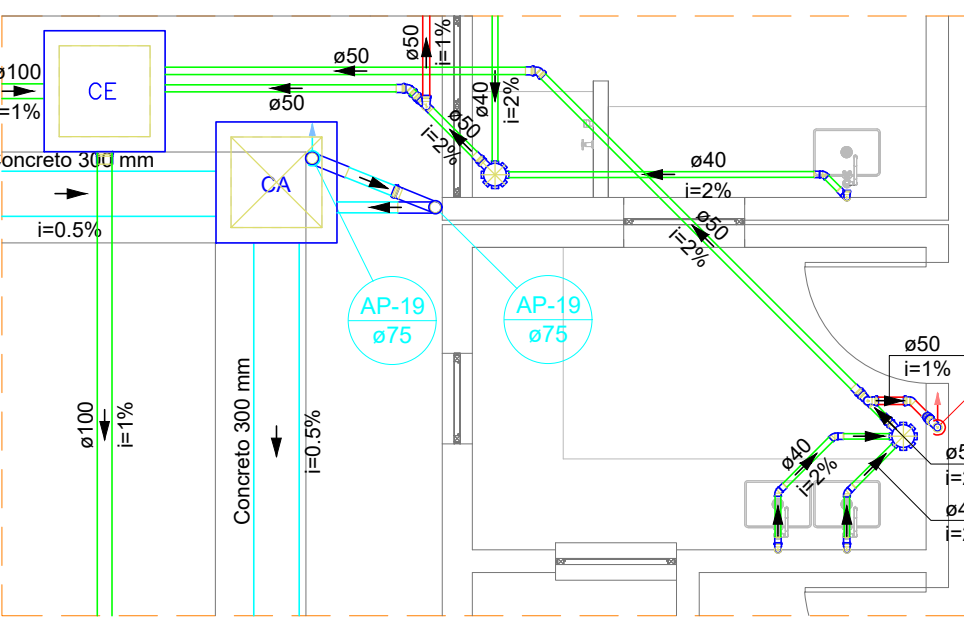 ø50
i=1%
ø50
ø100
i=1%
CE
ø50
ø40
i=2%
ø50
i=2%
ø40
i=2%
Concreto 300 mm
CA
i=0.5%
ø50
i=2%
AP-19
ø75
AP-19
ø75
ø50
i=1%
ø100
i=1%
Concreto 300 mm
i=0.5%
ø40
i=2%